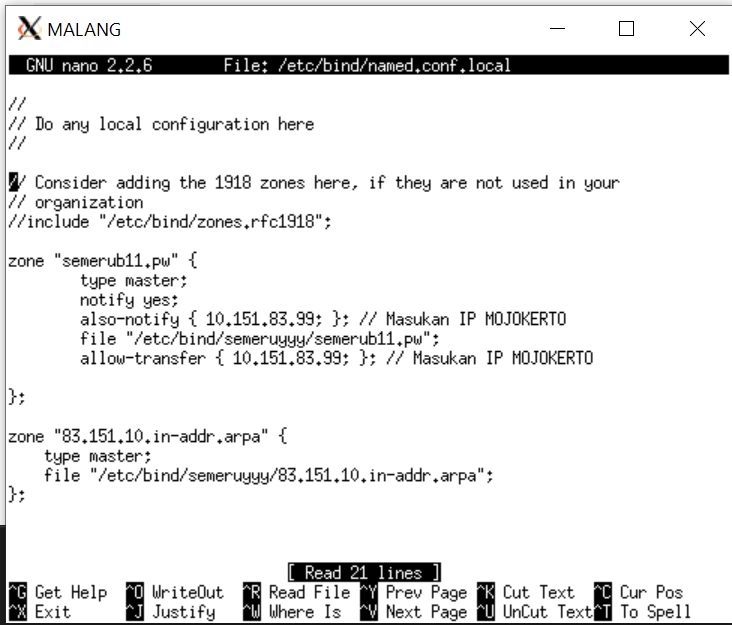 MALANG
GNU nano 2.2.6 File: /etc/bind/named.conf.local
//
// Do any local configuration here
//
// Consider adding the 1918 zones here, if they are not used in your
// organization
//include "/etc/bind/zones.rfc1918";
zone "semerub11.pw" {
type master;
notify yes;
also-notify { 10.151.83.99; }; // Masukan IP MOJOKERTO
file "/etc/bind/semeruyyy/semerub11.pw";
allow-transfer { 10.151.83.99; }; // Masukan IP MOJOKERTO
};
zone "83.151.10.in-addr.arpa" {
type master;
file "/etc/bind/semeruyyy/83.151.10.in-addr.arpa";
};
[ Read 21 lines ]
^G Get Help ^O WriteOut ^R Read File ^Y Prev Page ^K Cut Text ^C Cur Pos
^X Exit ^J Justify ^W Where Is ^V Next Page ^U UnCut Text ^T To Spell